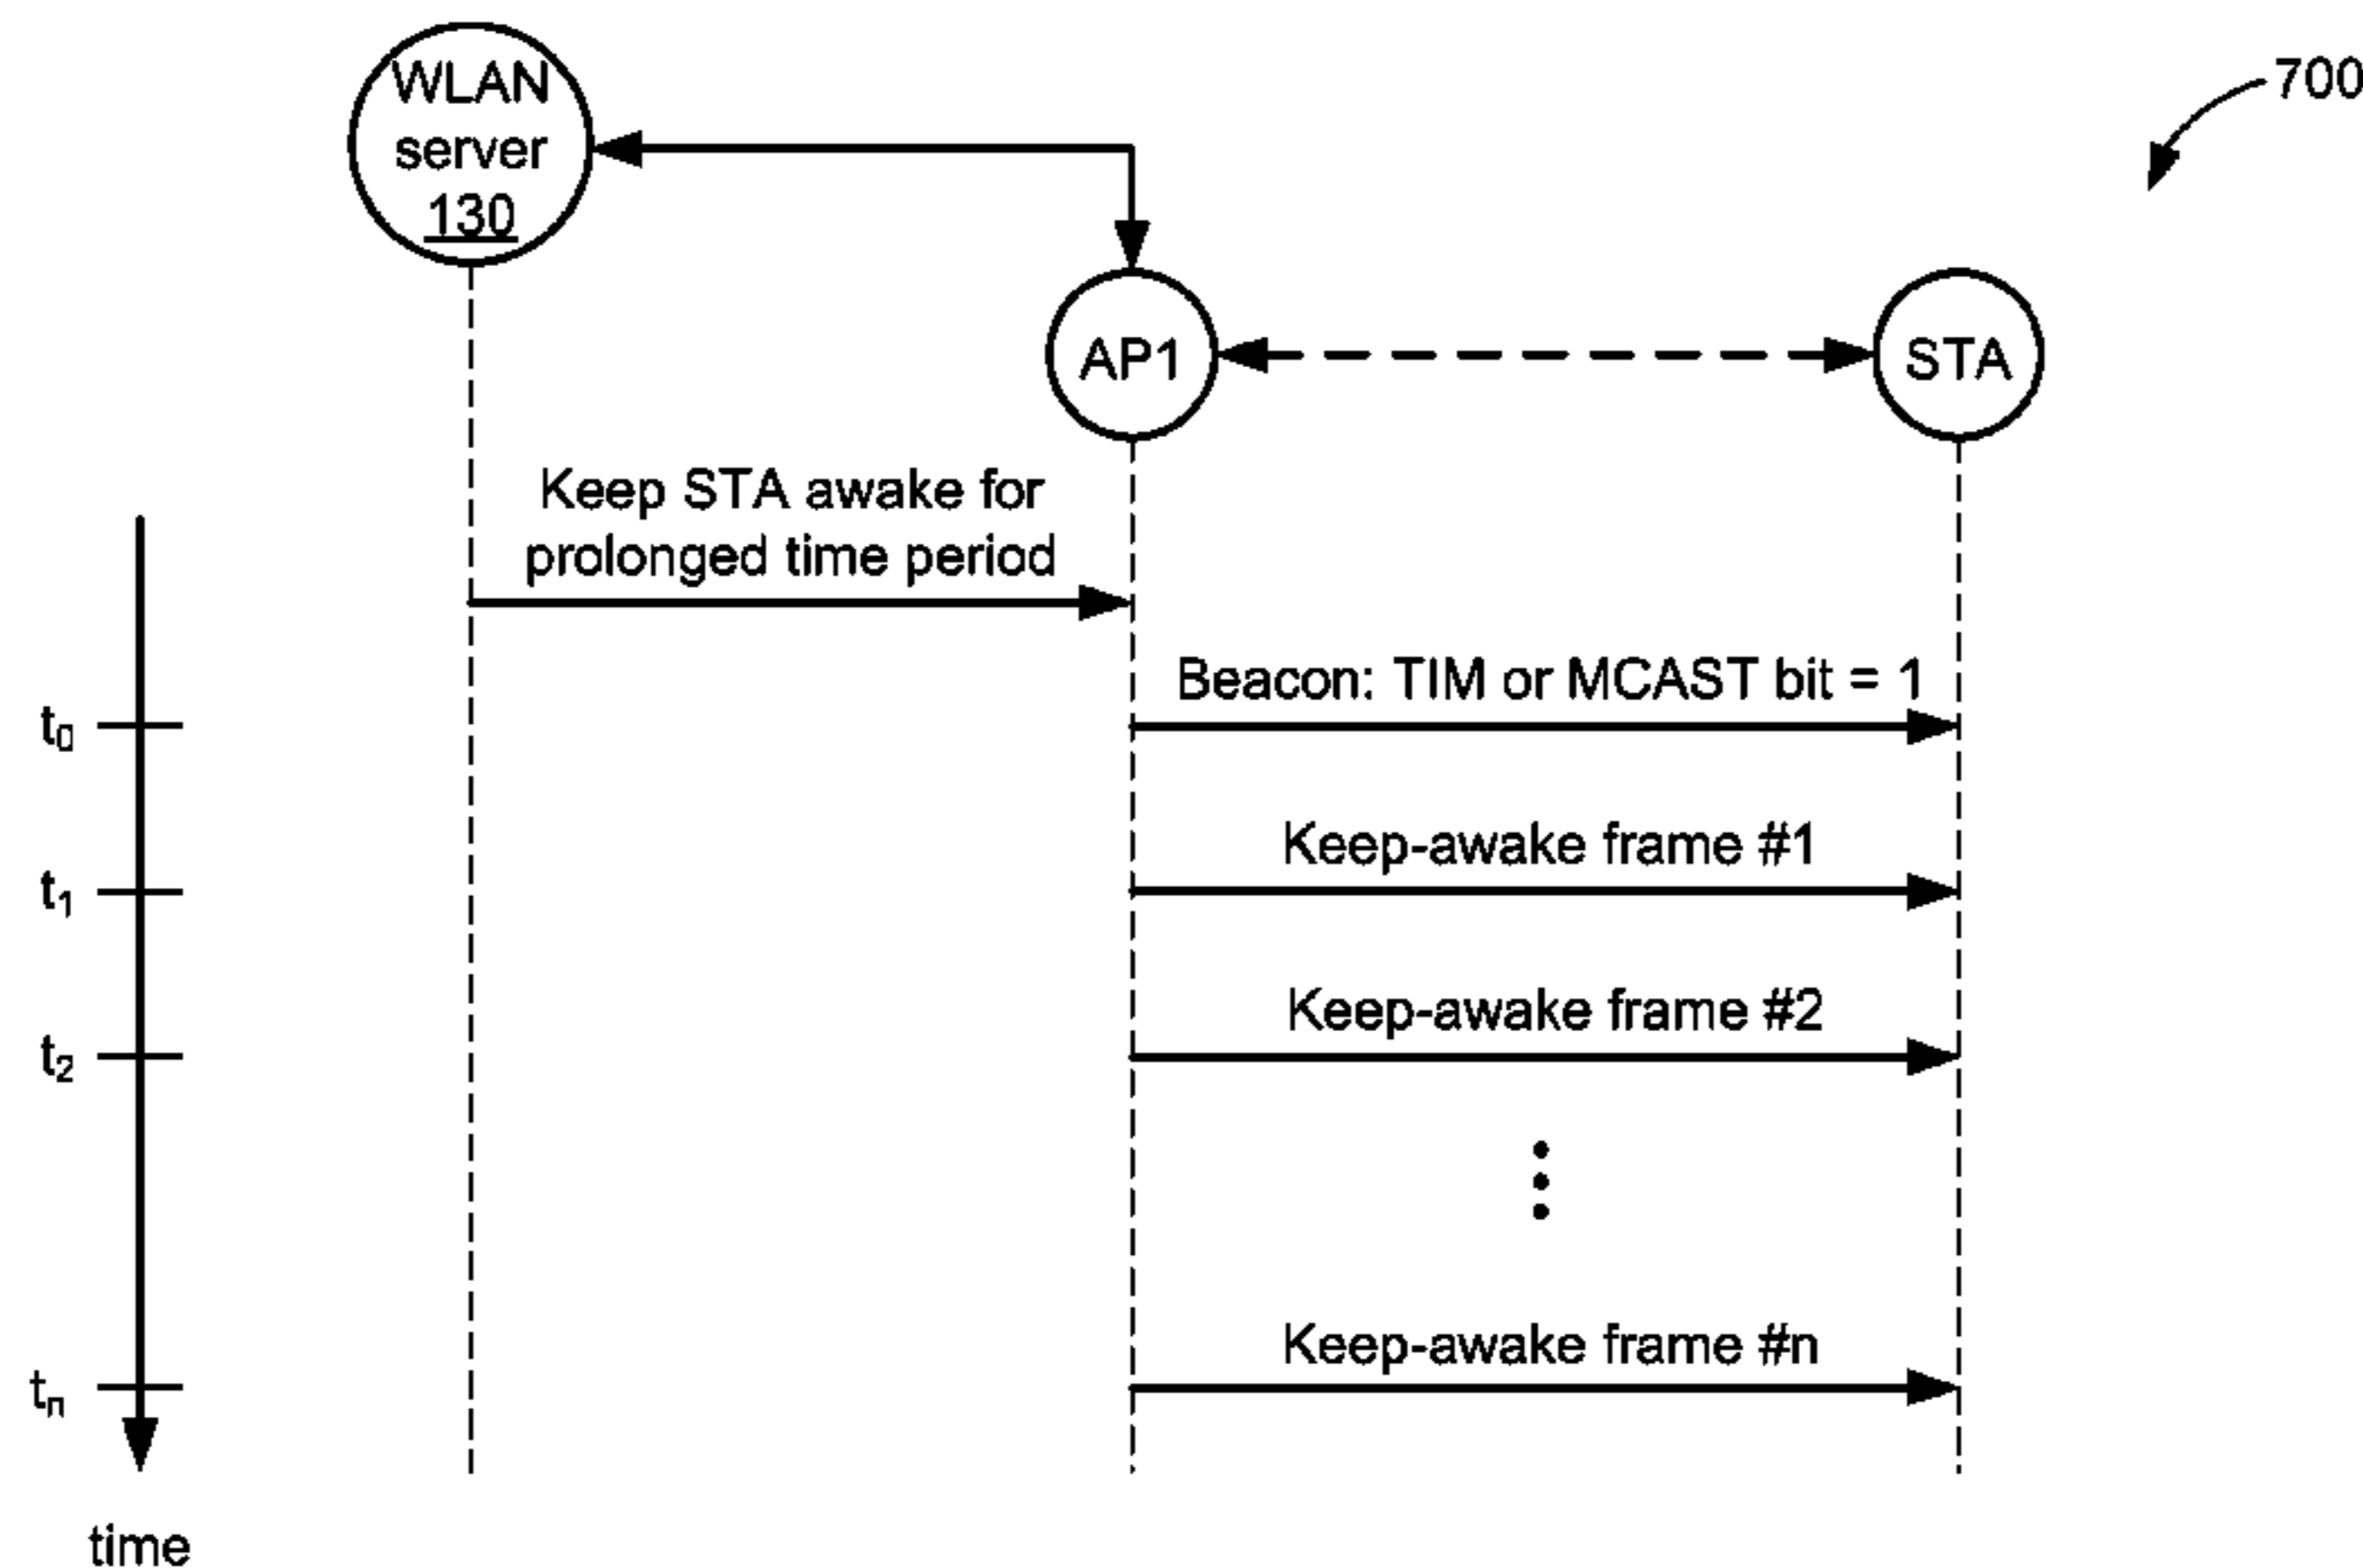 WLAN
server
130
700
AP1
STA
Keep STA awake for
prolonged time period
Beacon: TIM or MCAST bit = 1
t0
Keep-awake frame #1
t1
Keep-awake frame #2
t2
Keep-awake frame #n
tn
time